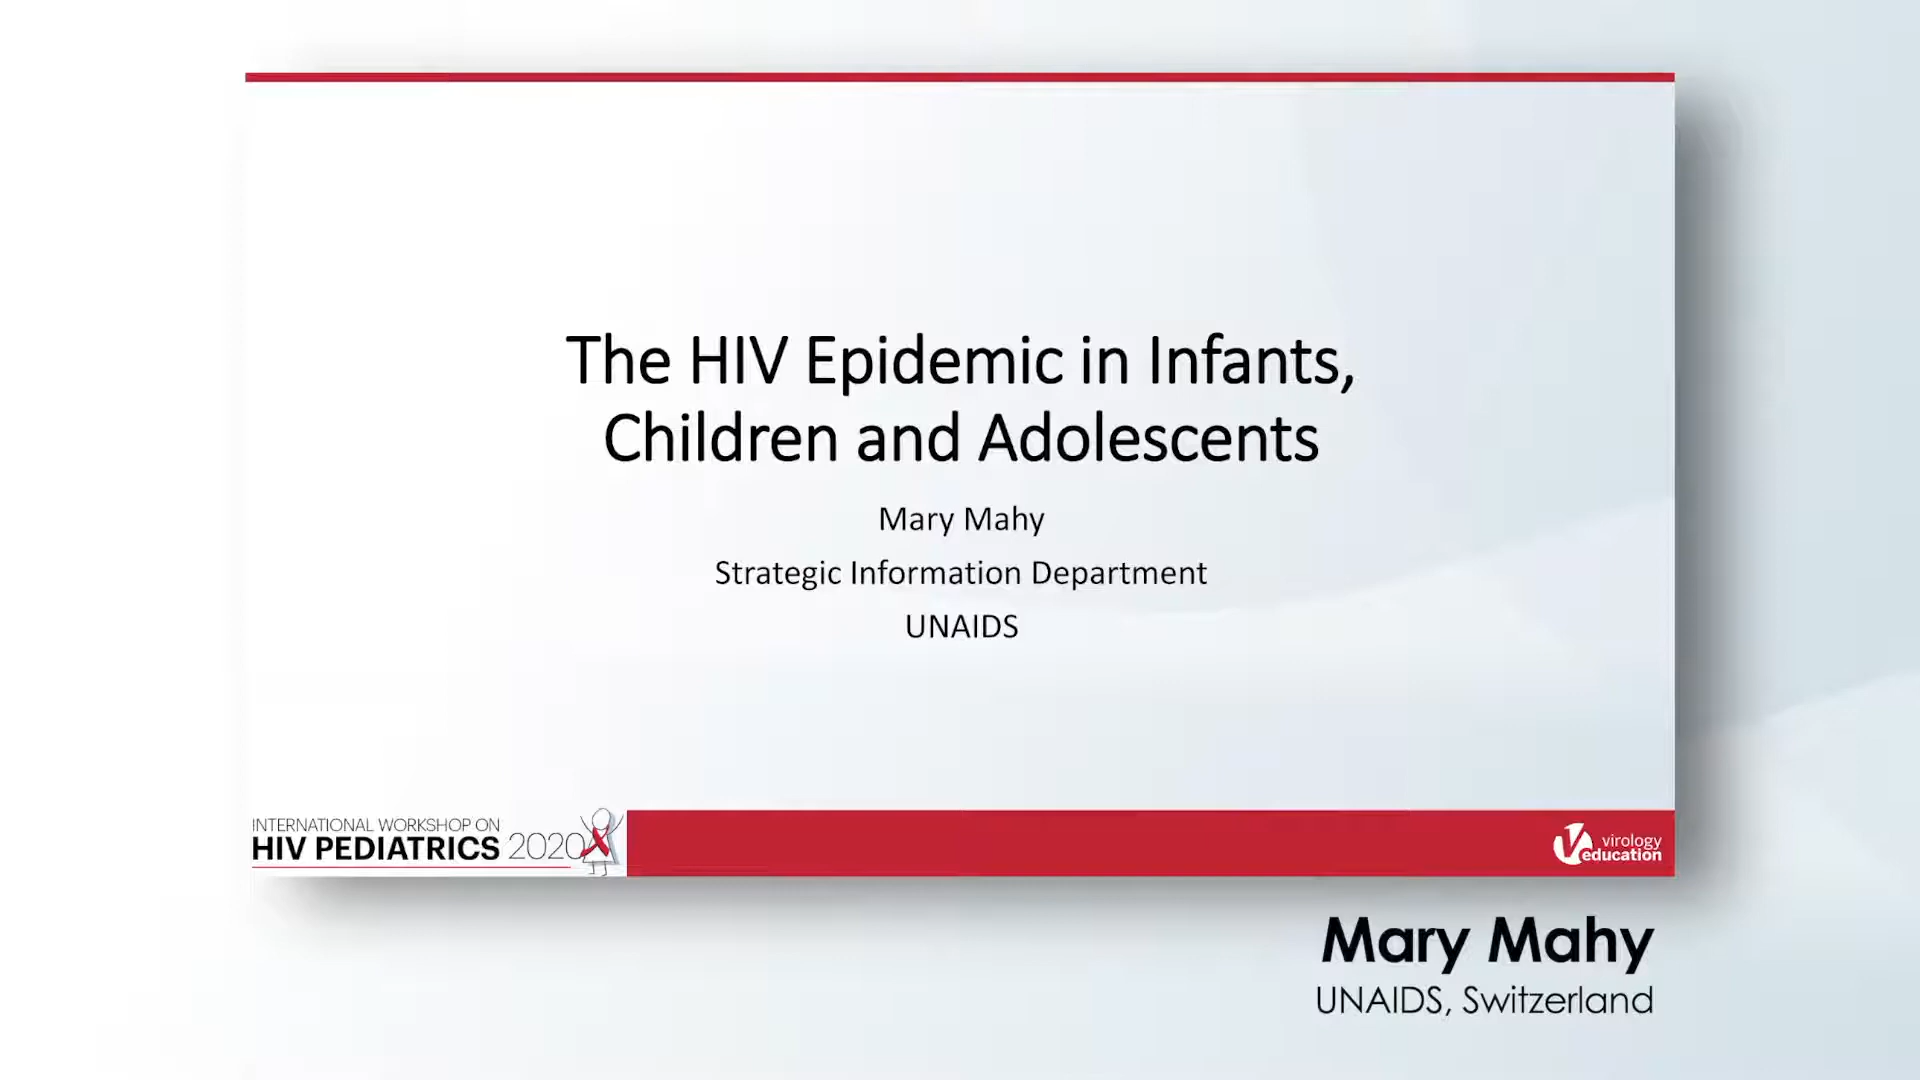 The HIV Epidemic in Infants,
Children and Adolescents
Mary Mahy
Strategic Information Department
UNAIDS
INTERNATIONAL WORKSHOP ON
HIV PEDIATRICS 2020
virology
education
Mary Mahy
UNAIDS, Switzerland